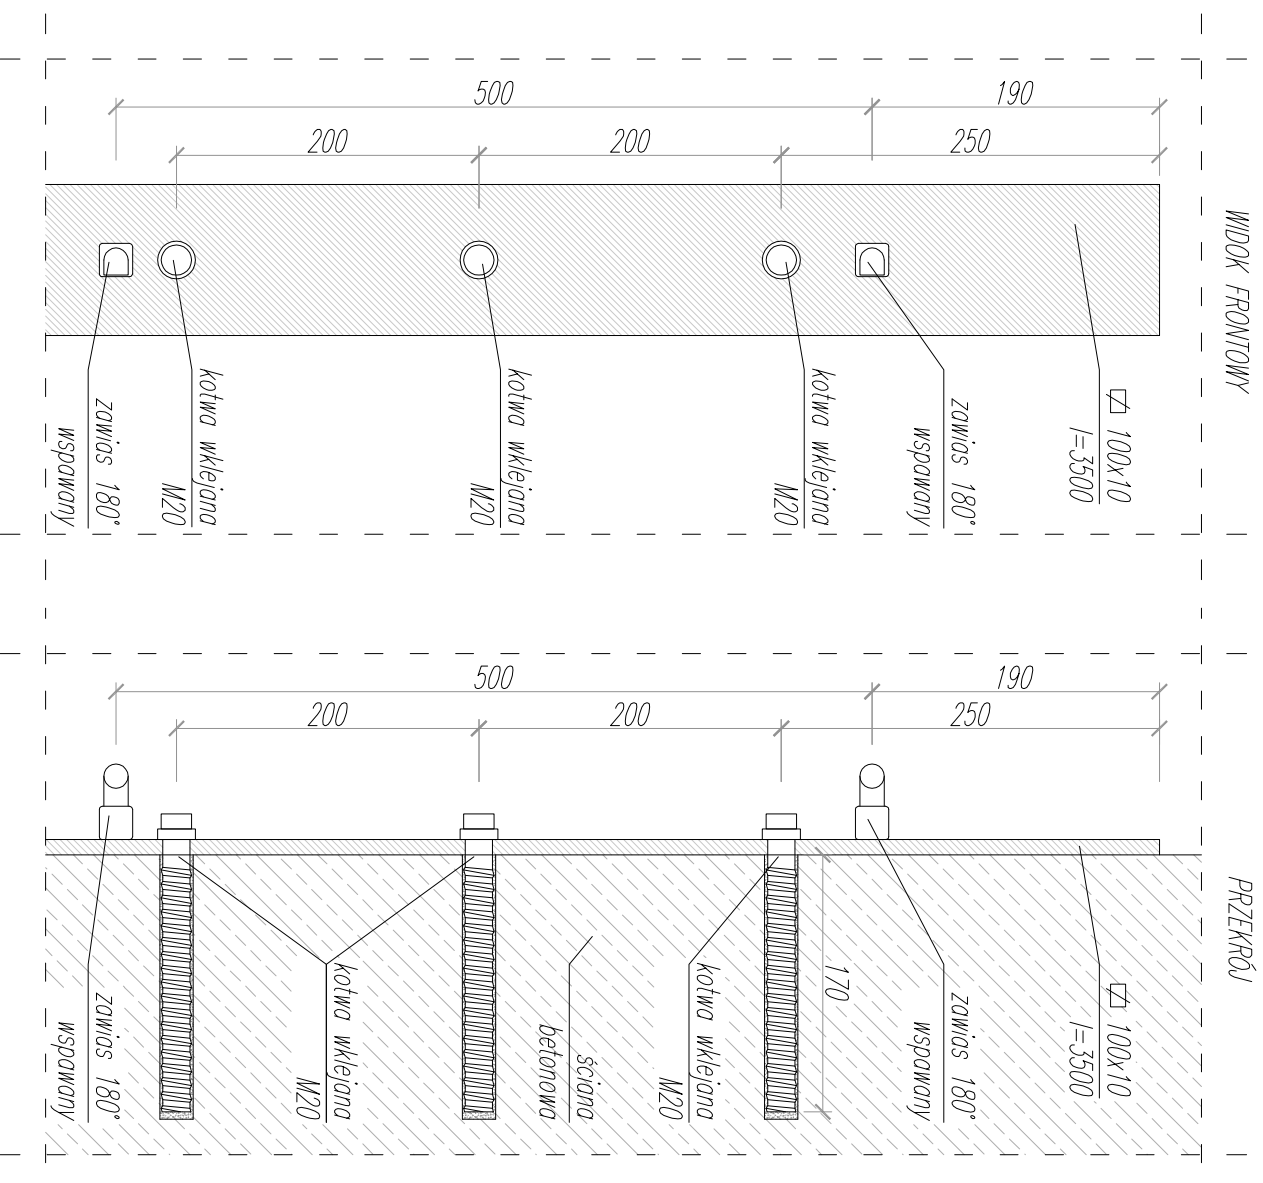 500
190
200
200
250
WIDOK FRONTOWY
100x10
l=3500
zawias 180°
wspawany
kotwa wklejana
M20
kotwa wklejana
M20
kotwa wklejana
M20
zawias 180°
wspawany
500
190
200
200
250
PRZEKRÓJ
100x10
l=3500
zawias 180°
wspawany
170
kotwa wklejana
M20
ściana
betonowa
kotwa wklejana
M20
zawias 180°
wspawany